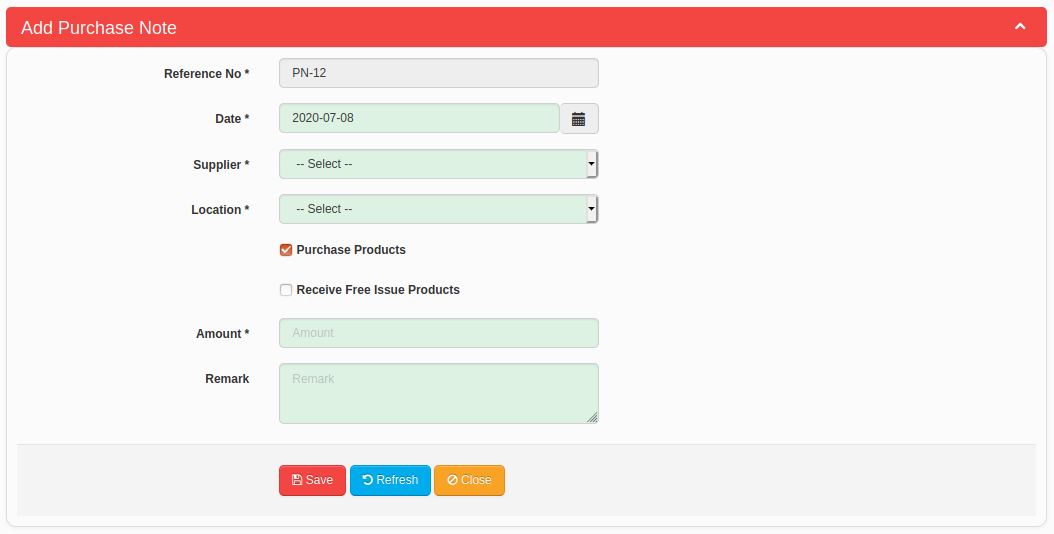 Add Purchase Note
Reference No *
PN-12
Date *
2020-07-08
Supplier *
-- Select --
Location *
-- Select --
Purchase Products
Receive Free Issue Products
Amount *
Amount
Remark
Remark
Save Refresh Close